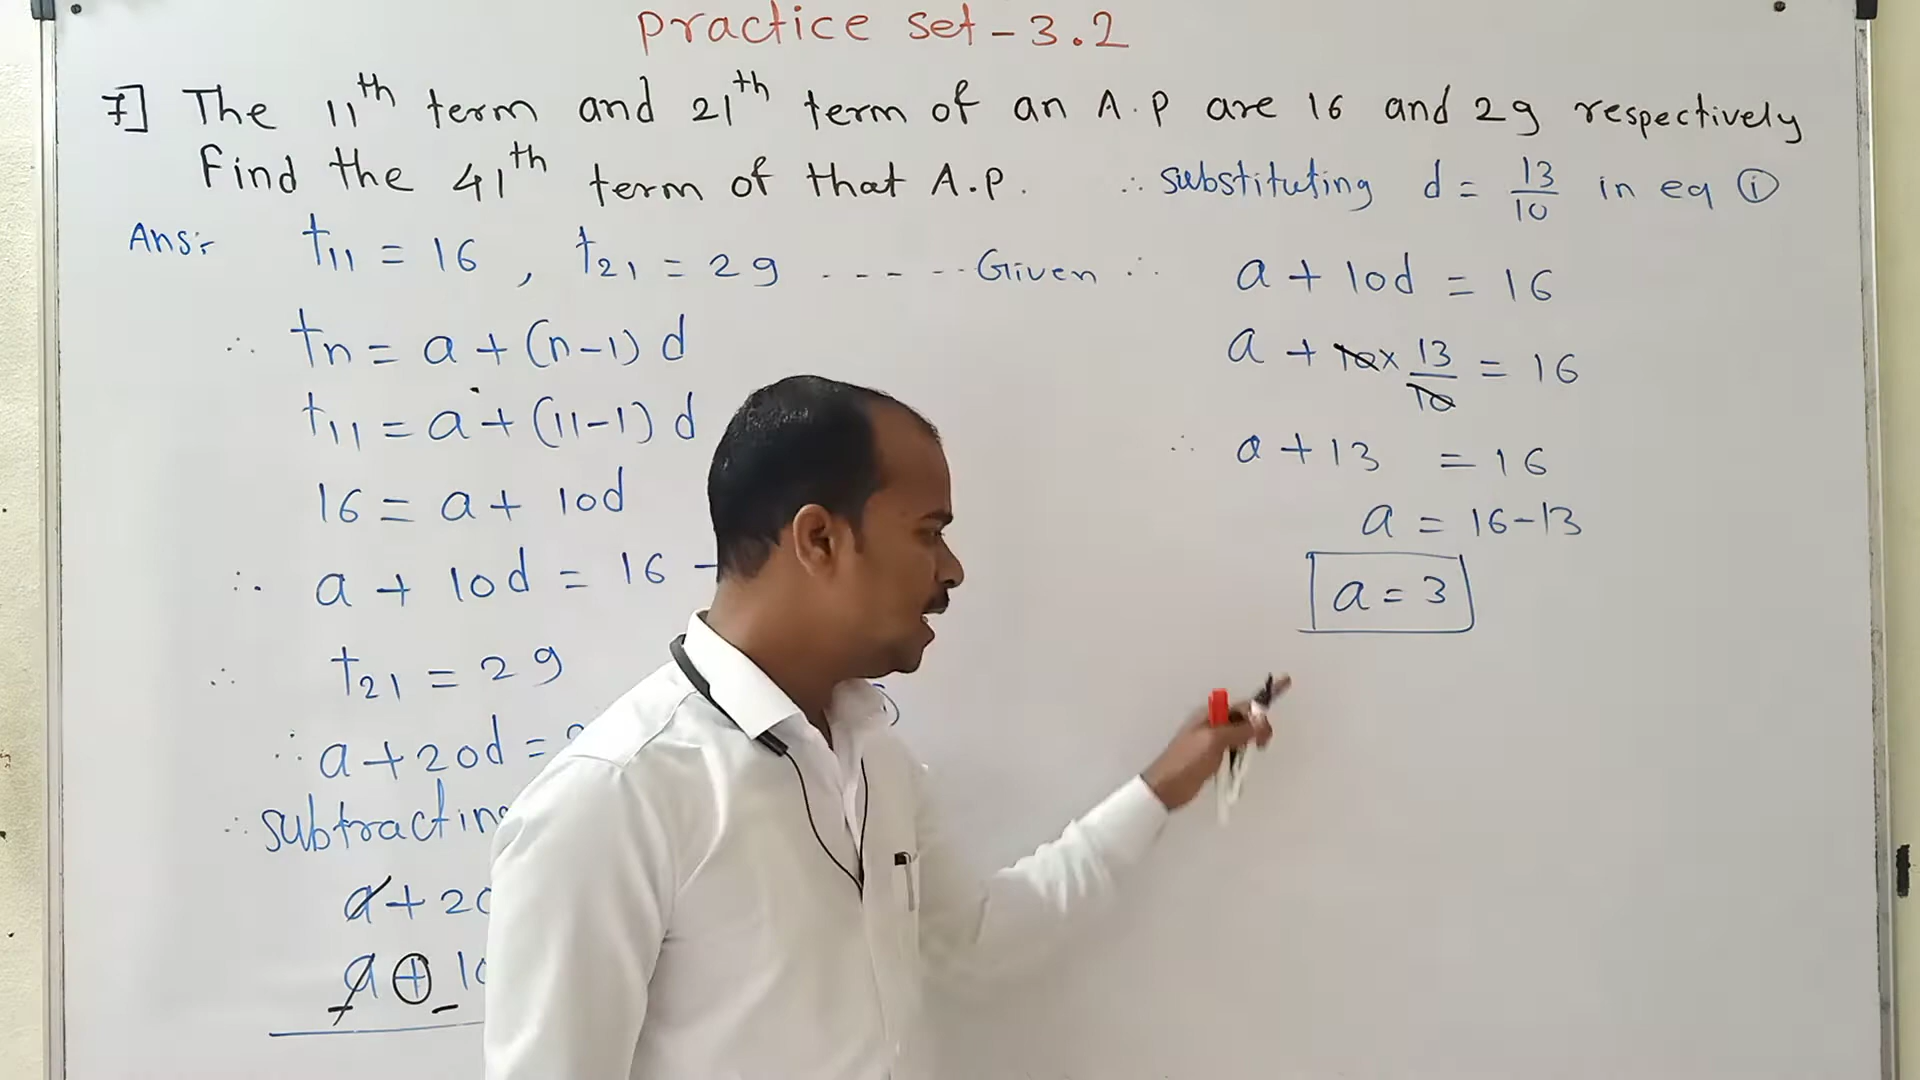 Practice set - 3.2
7] The 11th term and 21th term of an A.P are 16 and 29 respectively
Find the 41th term of that A.P.
Ans:- t11 = 16 , t21 = 29 - - - - - Given
∴ tn = a + (n-1) d
t11 = a + (11-1) d
16 = a + 10d
∴ a + 10d = 16 -
∴ t21 = 29
∴ a + 20d =
∴ subtracting
a + 20
a + 10
∴ substituting d = 13/10 in eq ①
∴ a + 10d = 16
a + 10 × 13/10 = 16
∴ a + 13 = 16
a = 16-13
a = 3